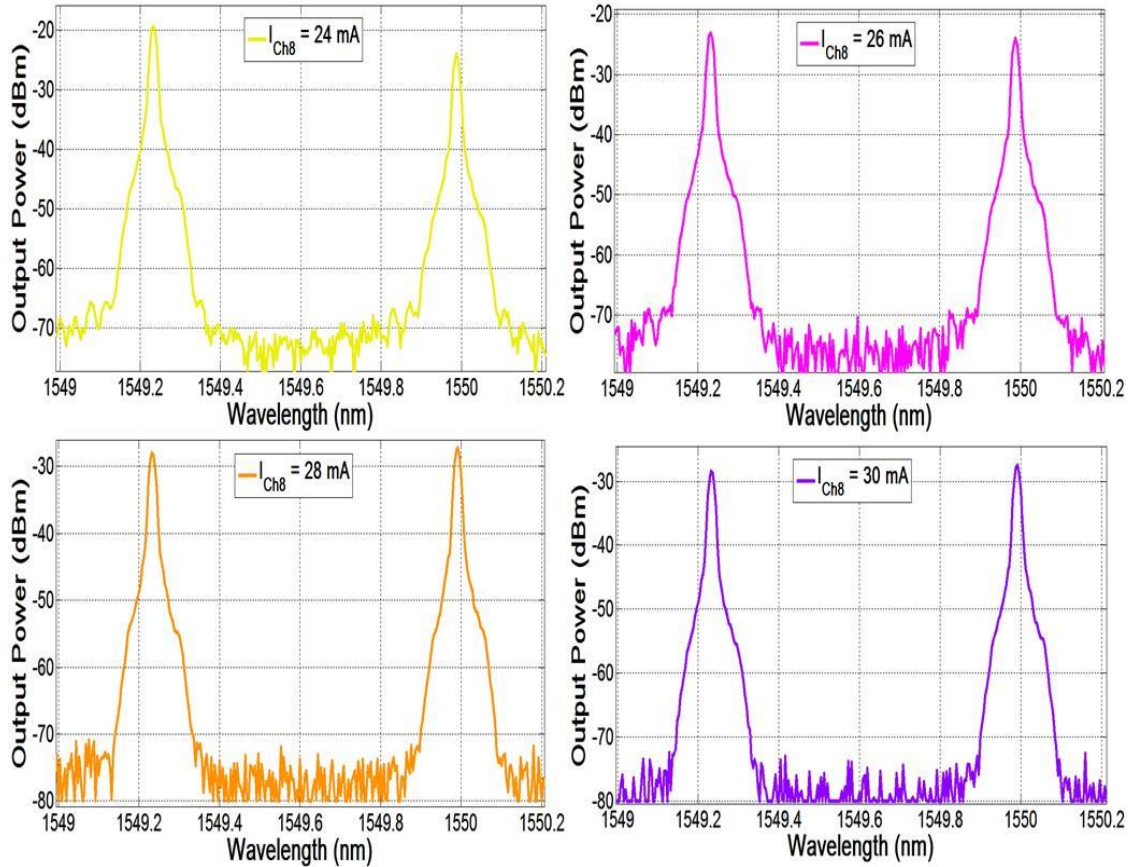 I_Ch8 = 24 mA
Output Power (dBm)
-20
-30
-40
-50
-60
-70
1549 1549.2 1549.4 1549.6 1549.8 1550 1550.2
Wavelength (nm)
I_Ch8 = 26 mA
Output Power (dBm)
-20
-30
-40
-50
-60
-70
1549 1549.2 1549.4 1549.6 1549.8 1550 1550.2
Wavelength (nm)
I_Ch8 = 28 mA
Output Power (dBm)
-30
-40
-50
-60
-70
-80
1549 1549.2 1549.4 1549.6 1549.8 1550 1550.2
Wavelength (nm)
I_Ch8 = 30 mA
Output Power (dBm)
-30
-40
-50
-60
-70
-80
1549 1549.2 1549.4 1549.6 1549.8 1550 1550.2
Wavelength (nm)